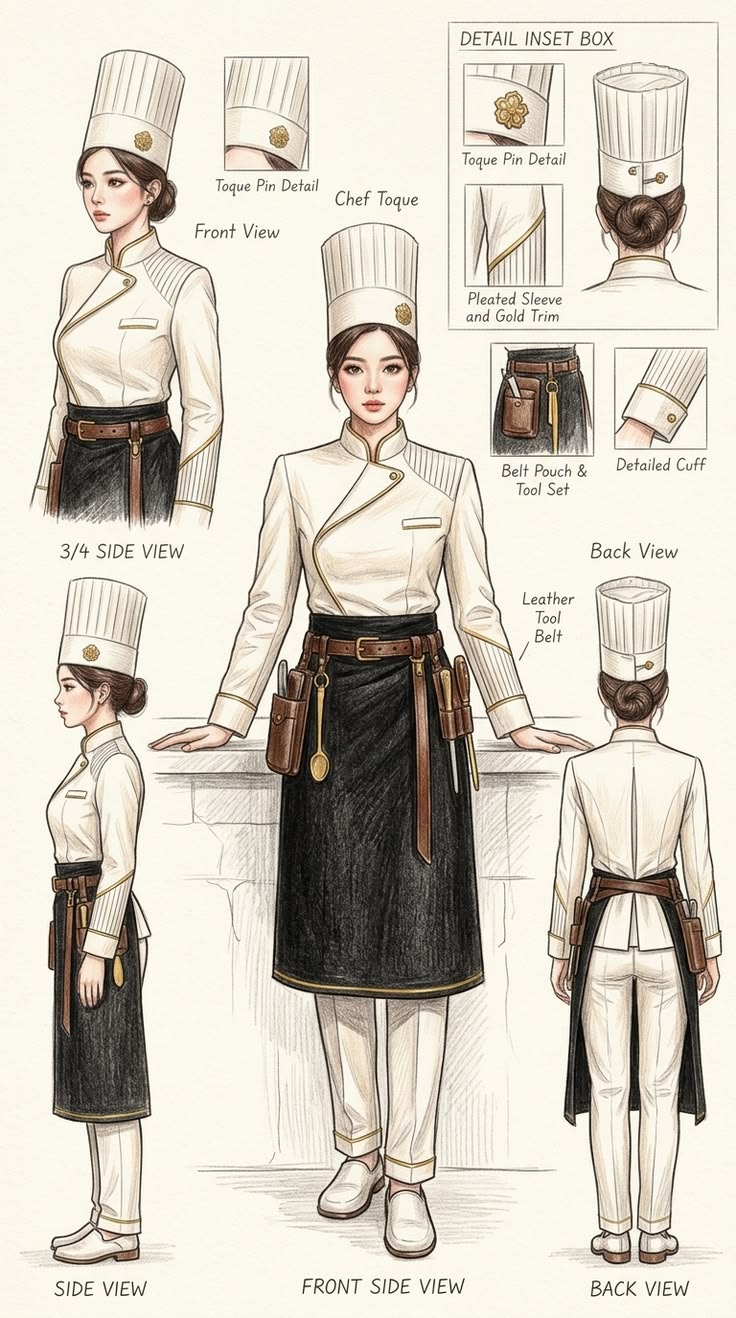 DETAIL INSET BOX
Toque Pin Detail
Toque Pin Detail
Chef Toque
Front View
Pleated Sleeve
and Gold Trim
Belt Pouch &
Tool Set
Detailed Cuff
3/4 SIDE VIEW
Back View
Leather
Tool
Belt
SIDE VIEW
FRONT SIDE VIEW
BACK VIEW